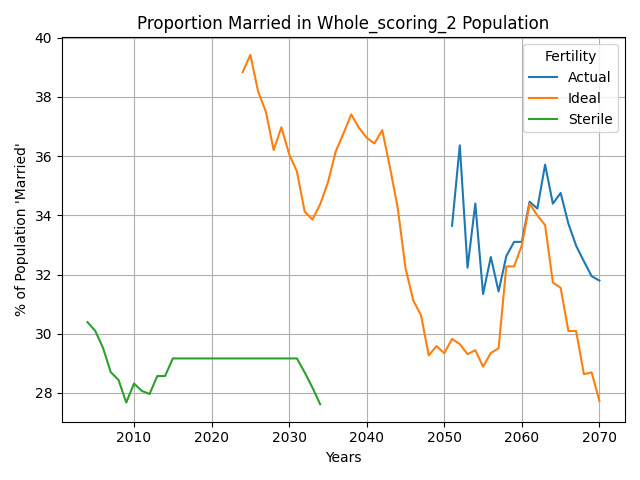 Proportion Married in Whole_scoring_2 Population
% of Population 'Married'
40
38
36
34
32
30
28
Fertility
Actual
Ideal
Sterile
2010 2020 2030 2040 2050 2060 2070
Years